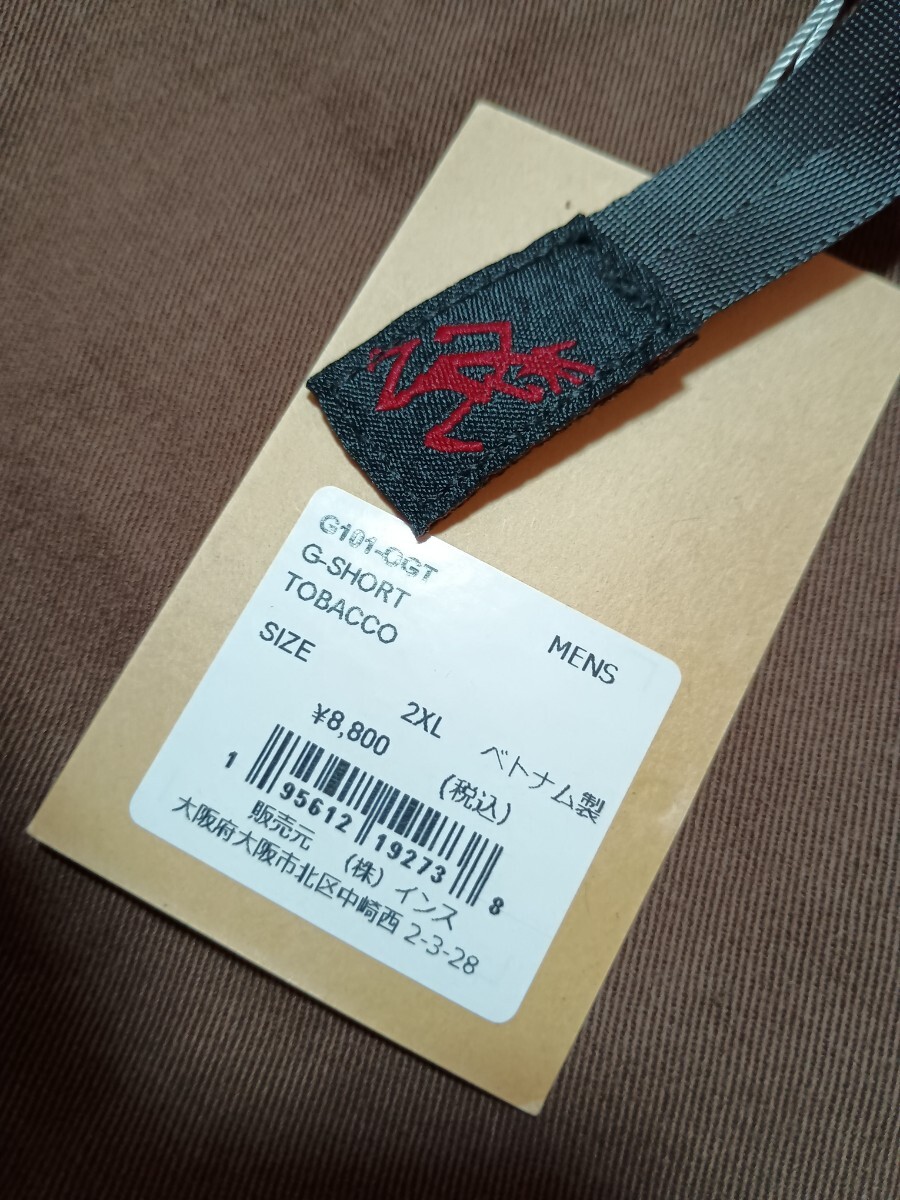 G101-OGT
G-SHORT
TOBACCO MENS
SIZE
2XL ベトナム製
¥8,800 (税込)
1 95612 19273 8
販売元 (株) インス
大阪府大阪市北区中崎西 2-3-28